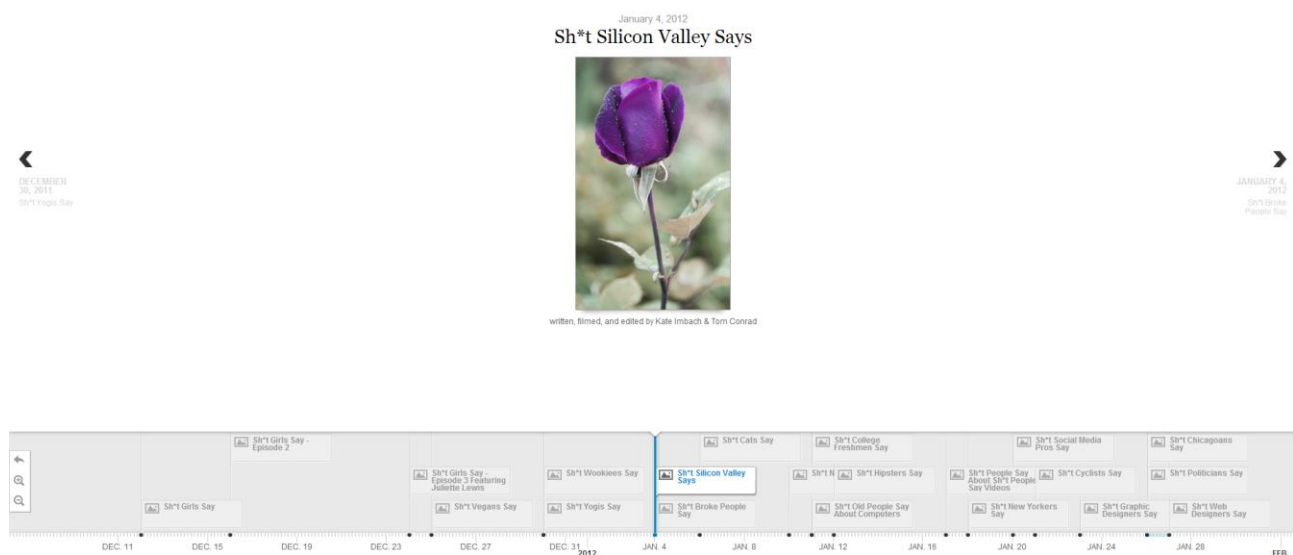 January 4, 2012
Sh*t Silicon Valley Says
DECEMBER
30, 2011
Sh*t Yogis Say
JANUARY 4,
2012
Sh*t Broke
People Say
written, filmed, and edited by Kate Imbach & Tom Conrad
Sh*t Girls Say -
Episode 2
Sh*t Cats Say
Sh*t College
Freshmen Say
Sh*t Social Media
Pros Say
Sh*t Chicagoans
Say
Sh*t Girls Say -
Episode 3 Featuring
Juliette Lewis
Sh*t Wookiees Say
Sh*t Silicon Valley
Says
Sh*t N
Sh*t Hipsters Say
Sh*t People Say
About Sh*t People
Say Videos
Sh*t Cyclists Say
Sh*t Politicians Say
Sh*t Girls Say
Sh*t Vegans Say
Sh*t Yogis Say
Sh*t Broke People
Say
Sh*t Old People Say
About Computers
Sh*t New Yorkers
Say
Sh*t Graphic
Designers Say
Sh*t Web
Designers Say
DEC. 11 DEC. 15 DEC. 19 DEC. 23 DEC. 27 DEC. 31 JAN. 4 JAN. 8 JAN. 12 JAN. 16 JAN. 20 JAN. 24 JAN. 28
2012 FEB.